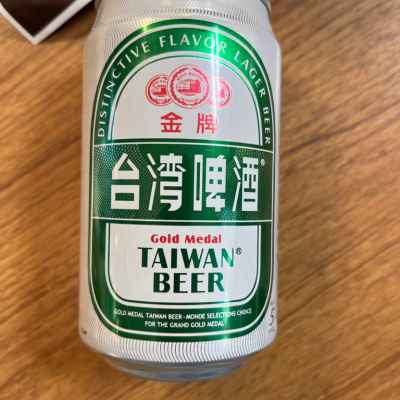 DISTINCTIVE FLAVOR LAGER BEER
金牌
台湾啤酒®
Gold Medal
TAIWAN®
BEER
GOLD MEDAL TAIWAN BEER - MONDE SELECTIONS CHOICE
FOR THE GRAND GOLD MEDAL